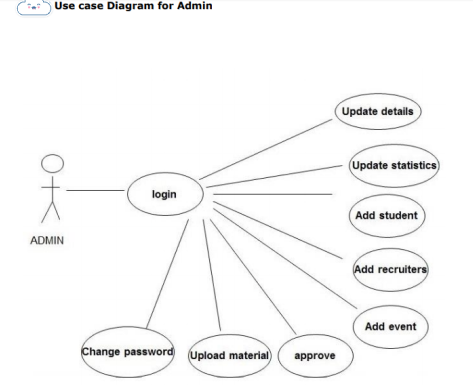 Use case Diagram for Admin
Update details
Update statistics
login
Add student
ADMIN
Add recruiters
Add event
Change password
Upload material
approve